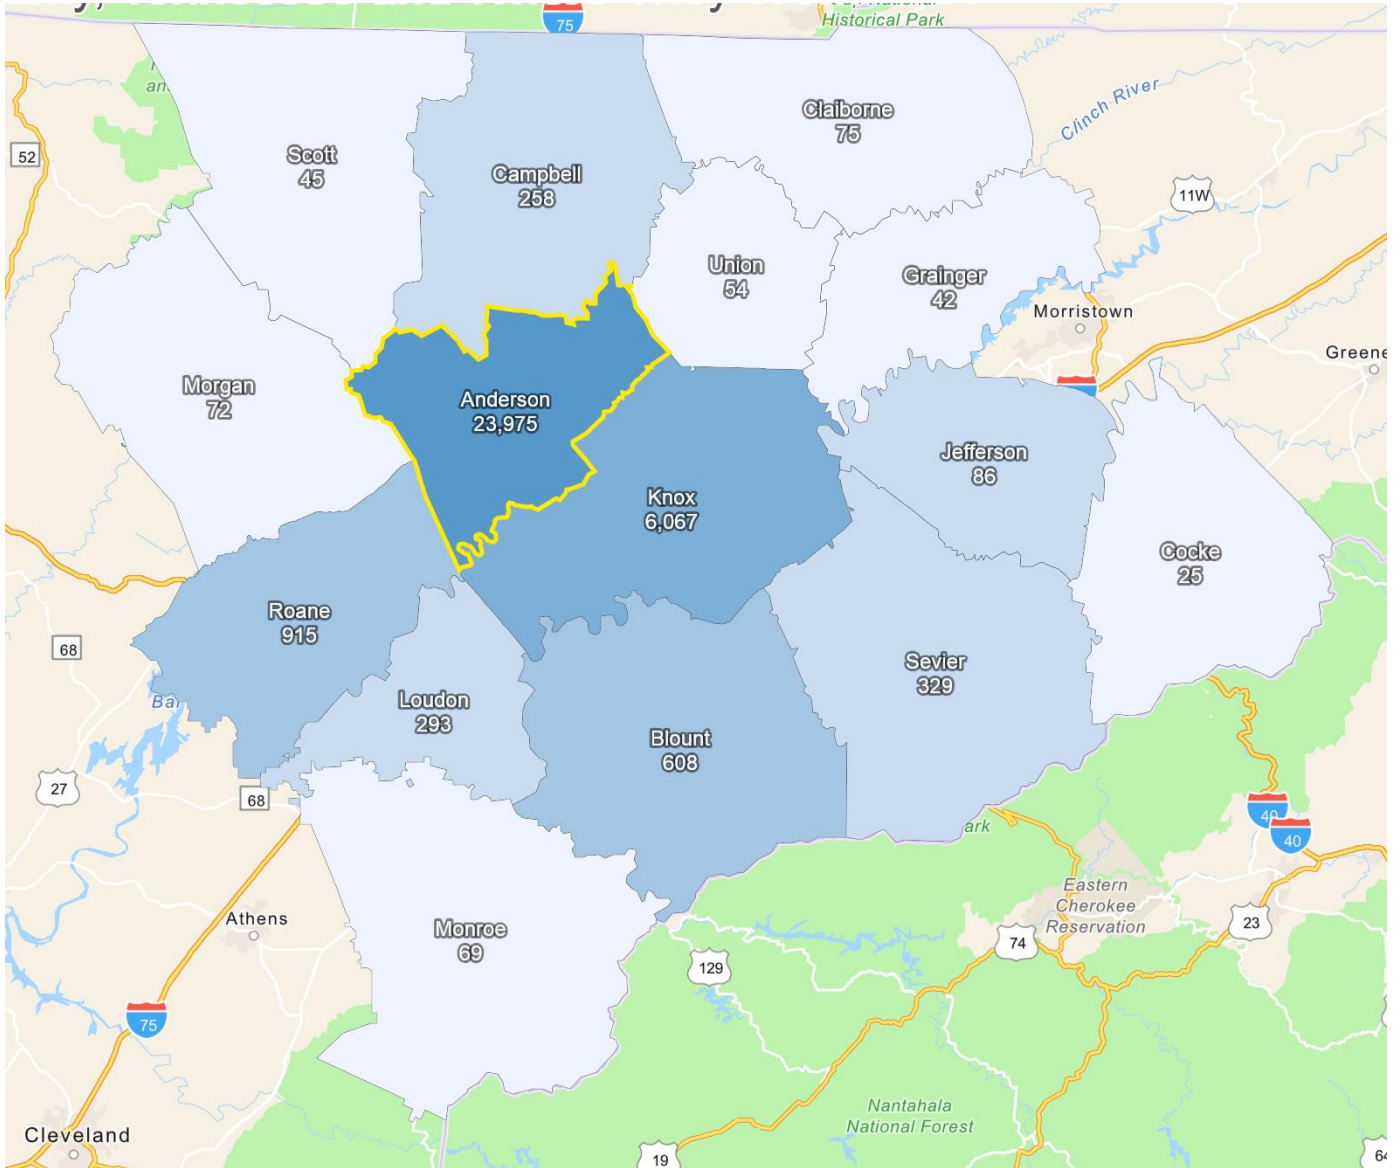 75
Historical Park
Clinch River
Claiborne
75
52
Scott
45
Campbell
258
11W
Union
54
Grainger
42
Morristown
Greene
Morgan
72
Anderson
23,975
Jefferson
86
Knox
6,067
Cocke
25
Roane
915
68
Sevier
329
Loudon
293
Blount
608
27
68
40
40
ark
Eastern
Cherokee
Reservation
Athens
Monroe
69
23
74
129
75
Nantahala
National Forest
Cleveland
19
64